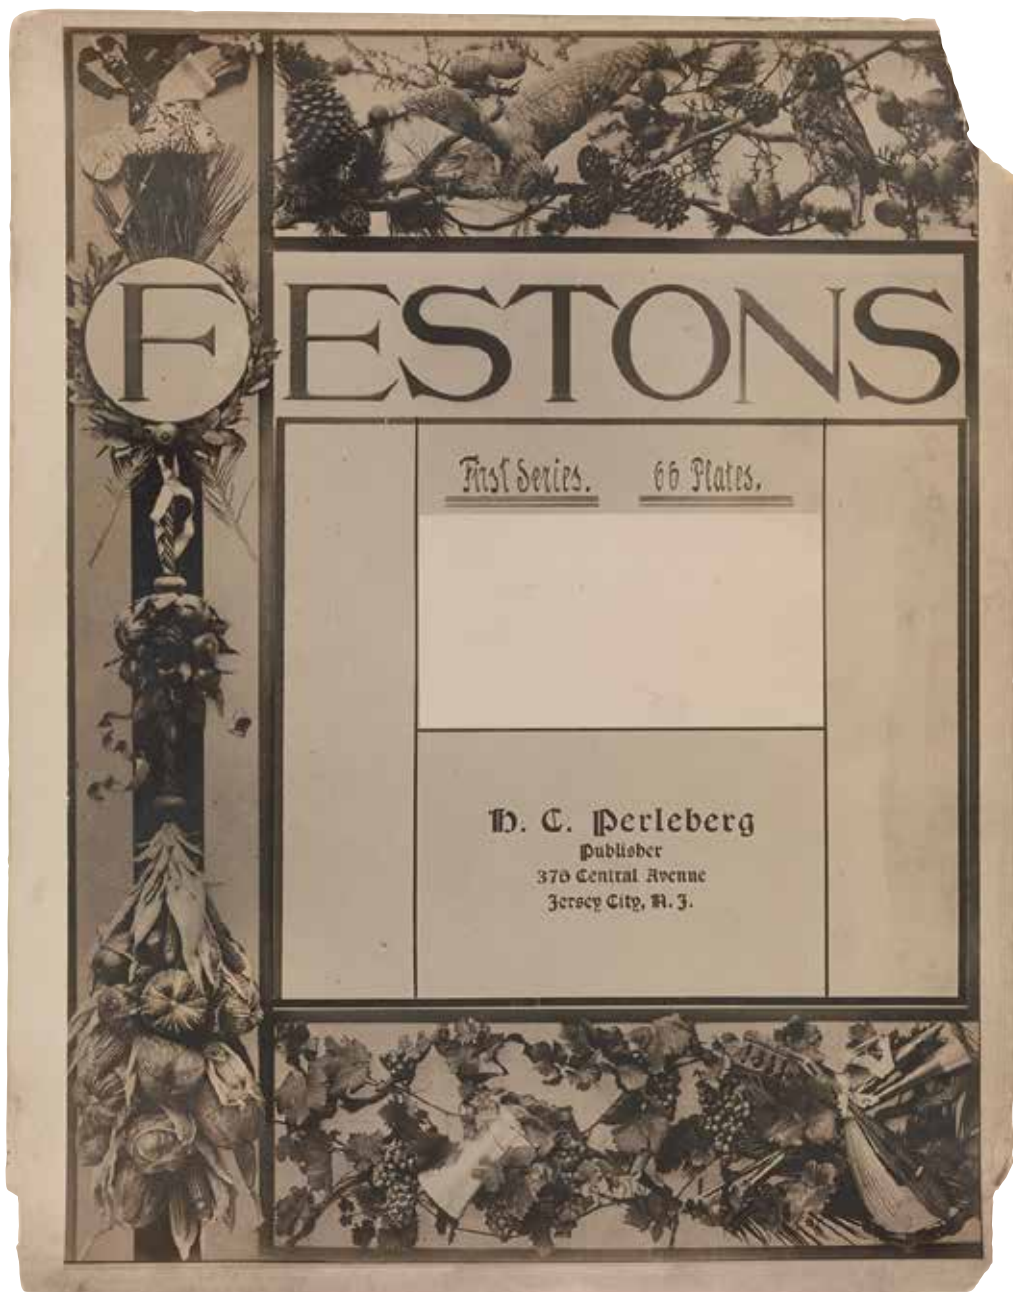 FESTONS
First Series. 66 Plates.
H. C. Perleberg
Publisher
376 Central Avenue
Jersey City, N. J.